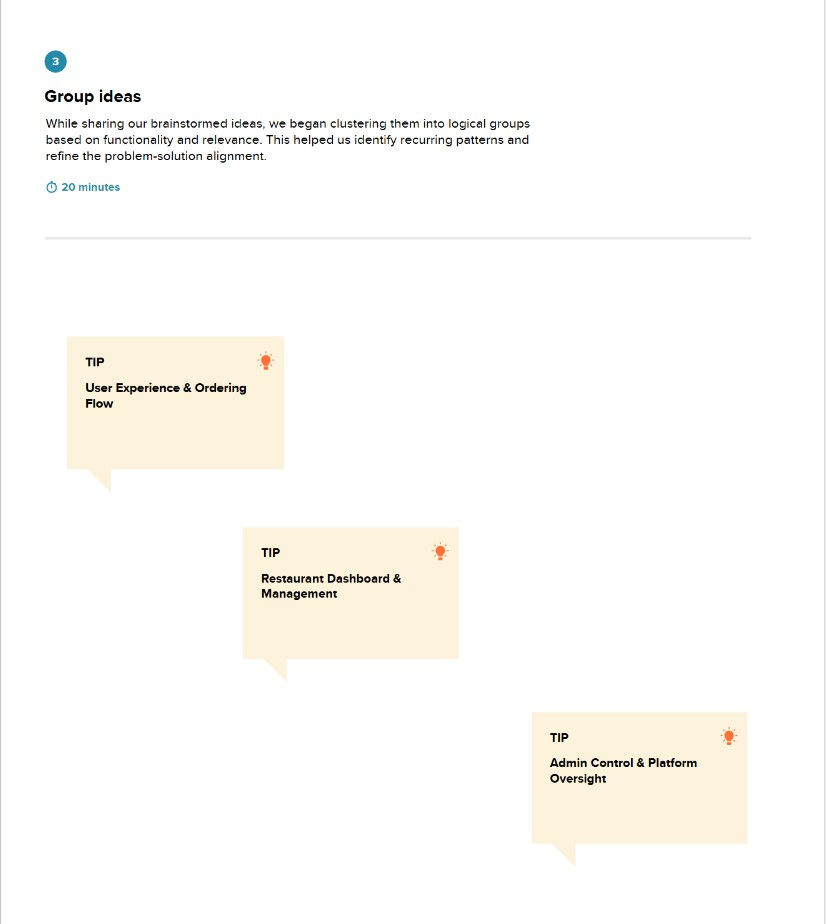 3
Group ideas
While sharing our brainstormed ideas, we began clustering them into logical groups
based on functionality and relevance. This helped us identify recurring patterns and
refine the problem-solution alignment.
20 minutes
TIP
User Experience & Ordering
Flow
TIP
Restaurant Dashboard &
Management
TIP
Admin Control & Platform
Oversight